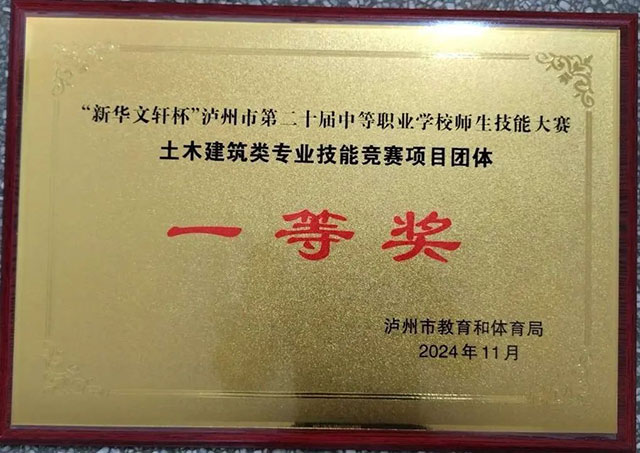 “新华文轩杯”泸州市第二十届中等职业学校师生技能大赛
土木建筑类专业技能竞赛项目团体
一等奖
泸州市教育和体育局
2024年11月